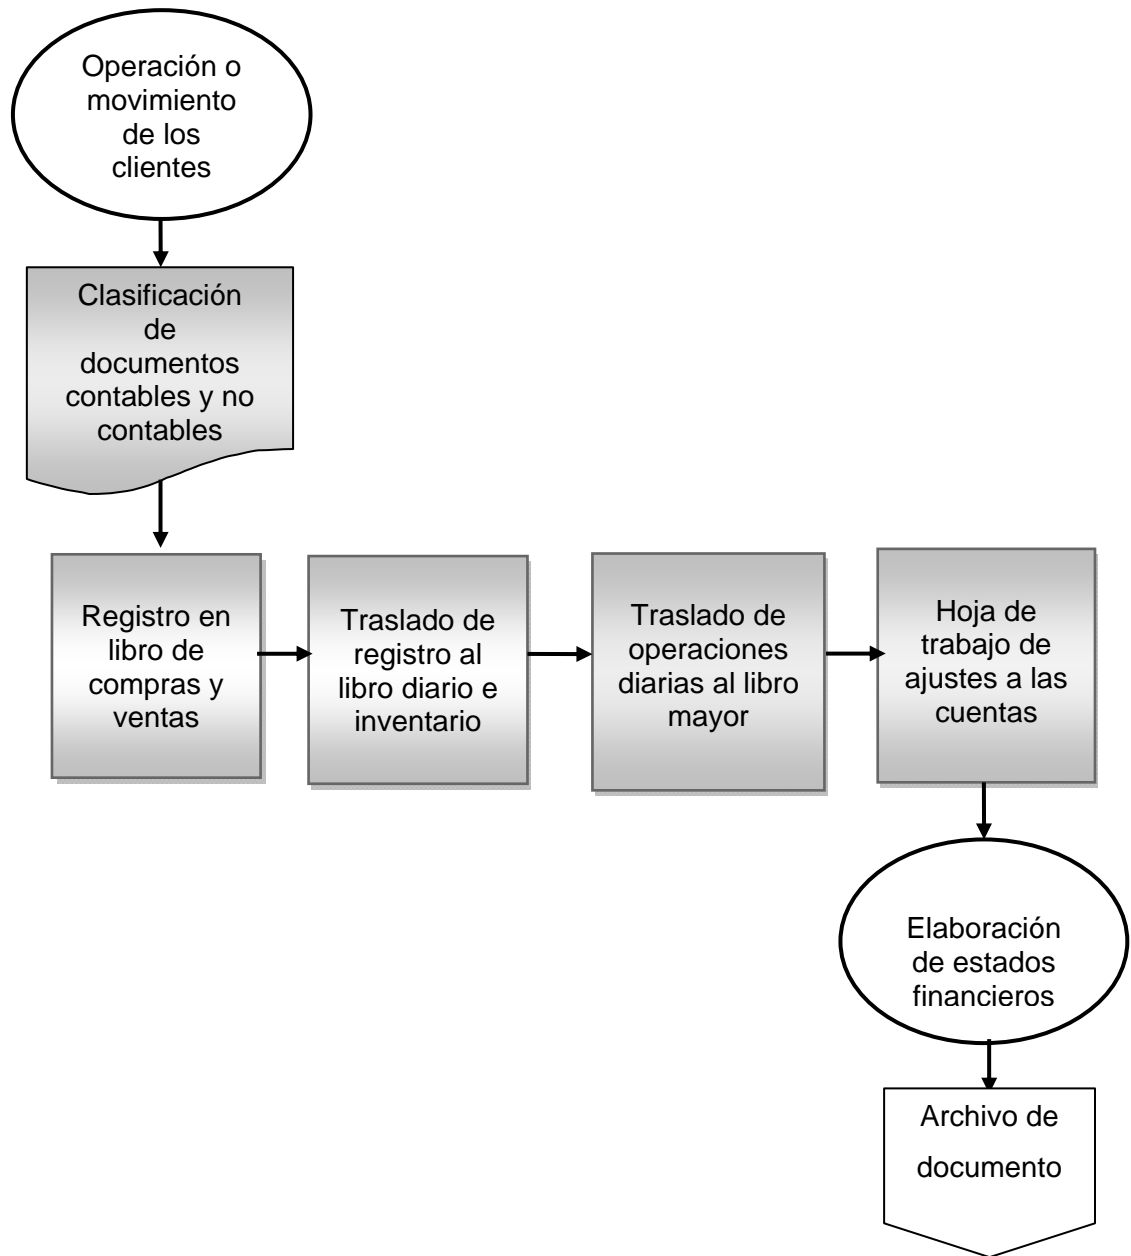 Operación o
movimiento
de los
clientes
Clasificación
de
documentos
contables y no
contables
Registro en
libro de
compras y
ventas
Traslado de
registro al
libro diario e
inventario
Traslado de
operaciones
diarias al libro
mayor
Hoja de
trabajo de
ajustes a las
cuentas
Elaboración
de estados
financieros
Archivo de
documento